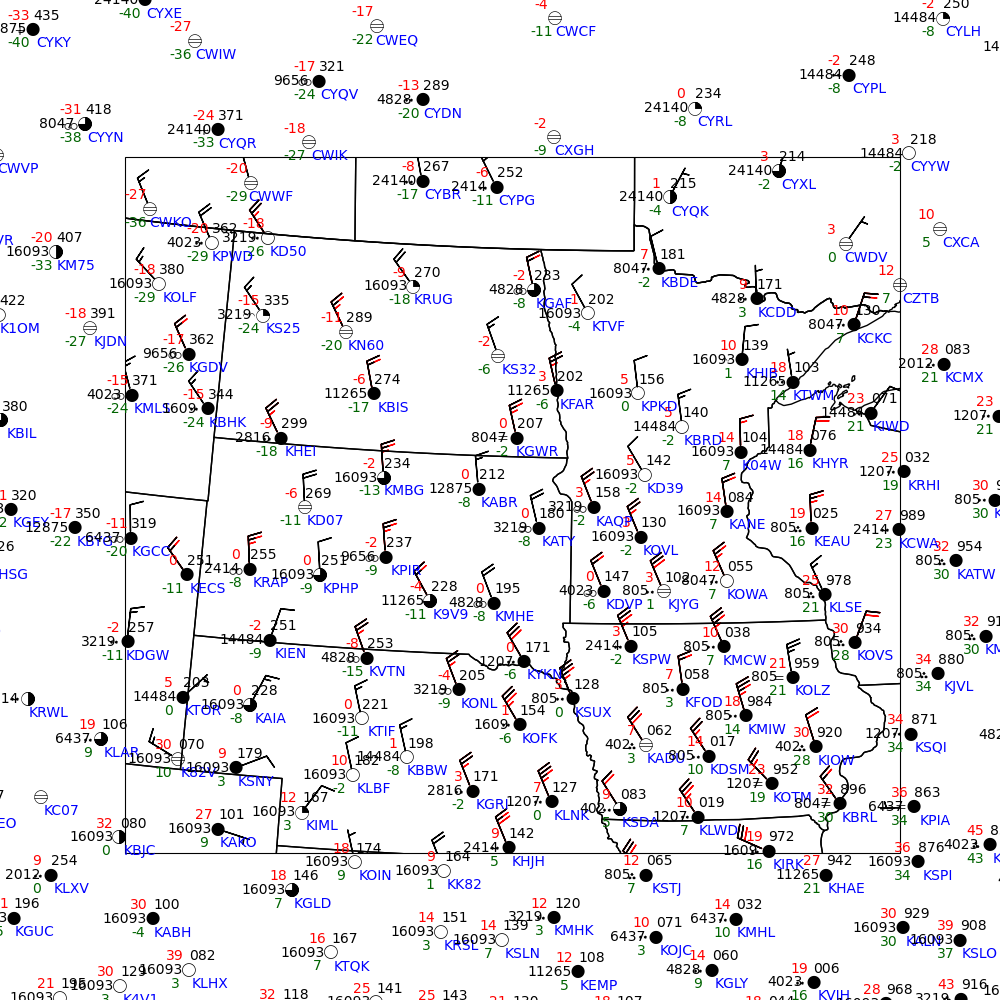 -33 435
-40 CYKY
-40 CYXE
-27
-36 CWIW
-17
-22 CWEQ
-4
-11 CWCF
-2 250
14484
-8 CYLH
-17 321
9656
-24 CYQV
-13 289
4828
-20 CYDN
-2 248
14484
-8 CYPL
0 234
24140
-8 CYRL
-31 418
8047
-38 CYYN
-24 371
24140
-33 CYQR
-18
-27 CWIK
-2
-9 CXGH
3 218
14484
-2 CYYW
CWVP
-20
-29 CWWF
-8 267
24140
-17 CYBR
-6 252
2414
-11 CYPG
3 214
24140
-2 CXYL
1 215
24140
-4 CYQK
-27
-36 CWKO
-20 362
4023
-29 KPWD
-18
3219
-26 KD50
-20 407
16093
-33 KM75
7 181
8047
-2 KBDE
3
0 CWDV
10
5 CXCA
-18 380
16093
-29 KOLF
-9 270
16093
-18 KRUG
-2 233
4828
-8 KGAF
202
16093
-4 KTVF
9 171
4828
3 KCDD
12
7 CZTB
422
K1OM
-18 391
-27 KJDN
-15 335
3219
-24 KS25
-11 289
-20 KN60
10 130
8047
7 KCKC
-17 362
9656
-26 KGDV
-2
-6 KS32
10 139
16093
1 KHIB
28 083
2012
21 KCMX
-15 371
4023
-24 KMLS
-15 344
1609
-24 KBHK
-6 274
11265
-17 KBIS
3 202
11265
-6 KFAR
5 156
16093
0 KPKD
18 103
11265
14 KTWM
380
KBIL
-9 299
2816
-18 KHEI
0 207
8047
-2 KGWR
5 140
14484
-2 KBRD
23 071
14484
21 KIWD
23
1207
21
14 104
16093
7 K04W
18 076
14484
16 KHYR
-2 234
16093
-13 KMBG
0 212
12875
-8 KABR
5 142
16093
-2 KD39
25 032
1207
19 KRHI
320
KGEY
-6 269
-11 KD07
3 158
3219
-2 KAQP
14 084
16093
7 KANE
30
805
-17 350
12875
-22 KBYG
-11 319
6437
-20 KGCC
0 180
3219
-8 KATY
130
16093
-2 KOVL
19 025
805
16 KEAU
27 989
2414
23 KCWA
HSG
0 251
-11 KECS
0 255
2414
-8 KRAP
0 251
16093
-9 KPHP
-2 237
9656
-9 KPIR
32 954
805
30 KATW
-4 228
11265
-11 K9V9
0 195
4828
-8 KMHE
0 147
4023
-6 KDVP
3 102
805
1 KJYG
12 055
8047
7 KOWA
25 978
805
21 KLSE
-2 257
3219
-11 KDGW
-2 251
14484
-9 KIEN
-8 253
4828
-15 KVTN
0 171
1207
-6 KYKN
3 105
2414
-2 KSPW
10 038
805
7 KMCW
30 934
805
28 KOVS
32
805
30
14
KRWL
5 203
14484
0 KTOR
0 228
16093
-8 KAIA
-4 205
3219
-9 KONL
3 128
805
0 KSUX
7 058
805
3 KFOD
21 959
805
21 KOLZ
34 880
805
34 KJVL
19 106
6437
9 KLAR
0 221
16093
-11 KTIF
1 154
1609
-6 KOFK
18 984
805
14 KMIW
34 871
1207
34 KSQI
30 070
16093
10 K82V
9 179
16093
9 KSNY
10 182
16093
-2 KLBF
1 198
14484
-8 KBBW
7 062
402
3 KADU
14 017
805
10 KDSM
30 920
402
28 KIOW
KC07
12 167
16093
3 KIML
3 171
2816
-2 KGRI
7 127
1207
0 KLNK
9 083
402
5 KSDA
10 019
1207
7 KLWD
23 952
1207
19 KOTM
32 896
8047
30 KBRL
36 863
6437
34 KPIA
32 080
16093
0 KBJC
27 101
16093
9 KAKO
18 174
16093
9 KOIN
9 164
16093
1 KK82
9 142
2414
5 KHJH
19 972
1609
16 KJRK
36 876
16093
34 KSPI
45
4023
43
9 254
2012
0 KLXV
18 146
16093
7 KGLD
12 065
805
7 KSTJ
27 942
11265
21 KHAE
196
KGUC
30 100
16093
-4 KABH
14 151
16093
3 KRSL
14 139
16093
7 KSLN
12 120
3219
3 KMHK
10 071
6437
3 KOJC
14 032
6437
10 KMHL
30 929
16093
30 KALN
39 908
16093
37 KSLO
39 082
16093
3 KLHX
16 167
16093
7 KTQK
12 108
11265
5 KEMP
14 060
4828
9 KGLY
19 006
4023
16 KVIH
21 195
16093
30 129
16093
3 K4V1
32 118
25 141
16093
25 143
28 968
43 916
3219